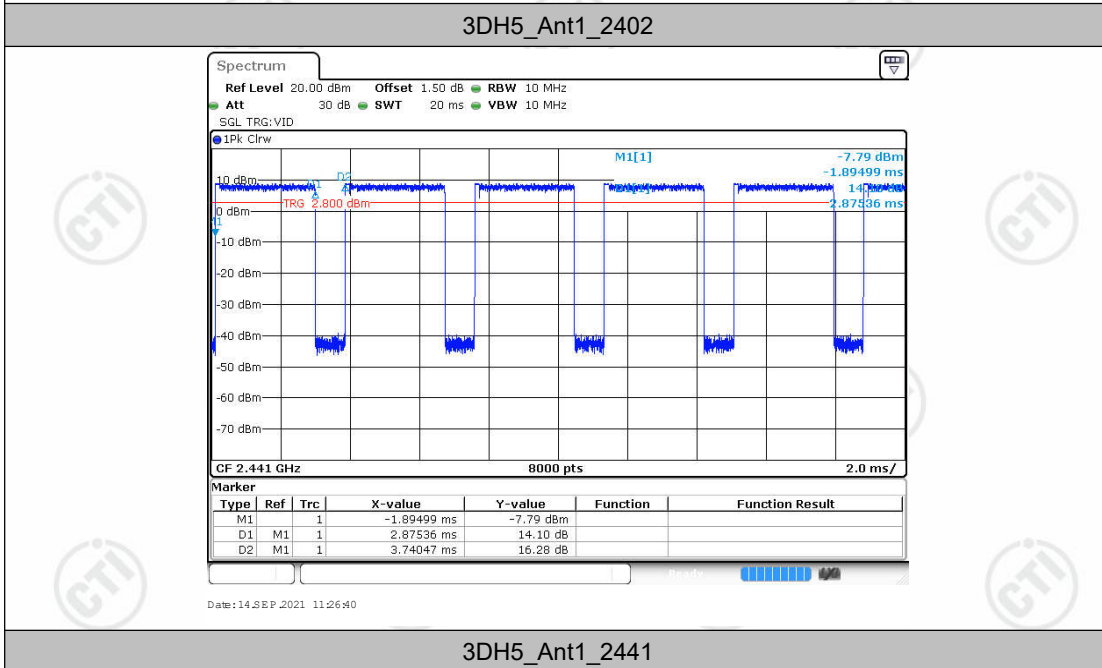 3DH5_Ant1_2402
Spectrum
Ref Level 20.00 dBm Offset 1.50 dB RBW 10 MHz
Att 30 dB SWT 20 ms VBW 10 MHz
SGL TRG:VID
1Pk Clrw
M1[1] -7.79 dBm
-1.89499 ms
10 dBm
D2
2.87536 ms
TRG 2.800 dBm
0 dBm
-10 dBm
-20 dBm
-30 dBm
-40 dBm
-50 dBm
-60 dBm
-70 dBm
CF 2.441 GHz 8000 pts 2.0 ms/
Marker
Type Ref Trc X-value Y-value Function Function Result
M1 1 -1.89499 ms -7.79 dBm
D1 M1 1 2.87536 ms 14.10 dB
D2 M1 1 3.74047 ms 16.28 dB
Date: 14.SEP.2021 11:26:40
3DH5_Ant1_2441
CTI
CTI
CTI
CTI